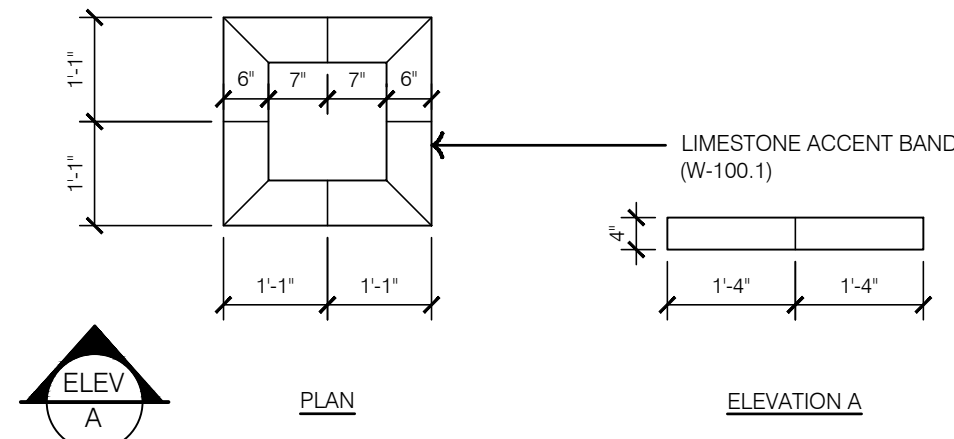 1'-1"
1'-1"
6" 7" 7" 6"
LIMESTONE ACCENT BAND
(W-100.1)
1'-1" 1'-1"
4"
1'-4" 1'-4"
ELEV
A
PLAN
ELEVATION A